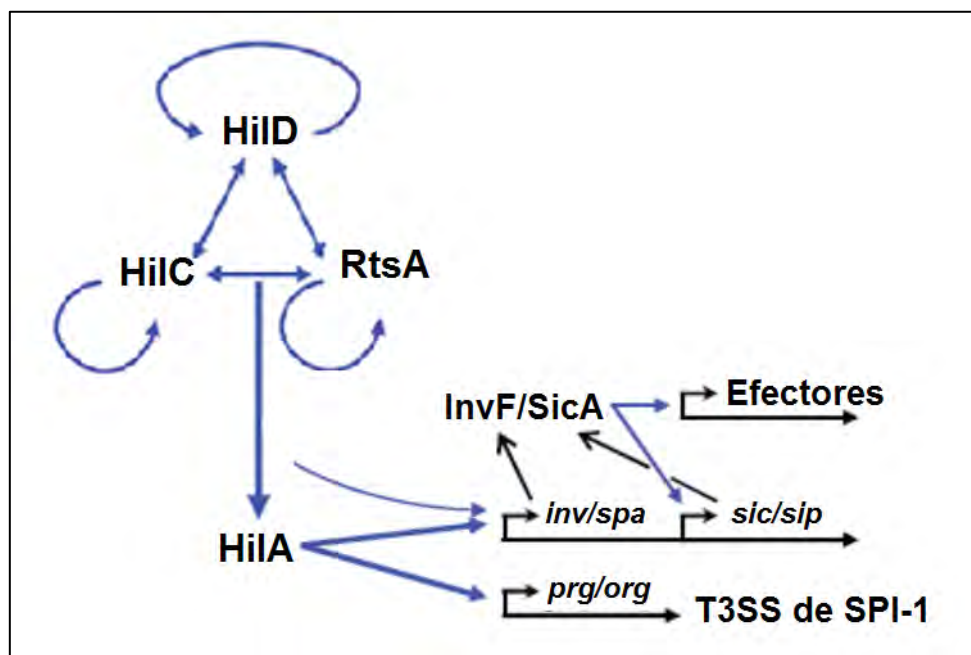 HilD
HilC
RtsA
InvF/SicA
Efectores
inv/spa
sic/sip
HilA
prg/org
T3SS de SPI-1